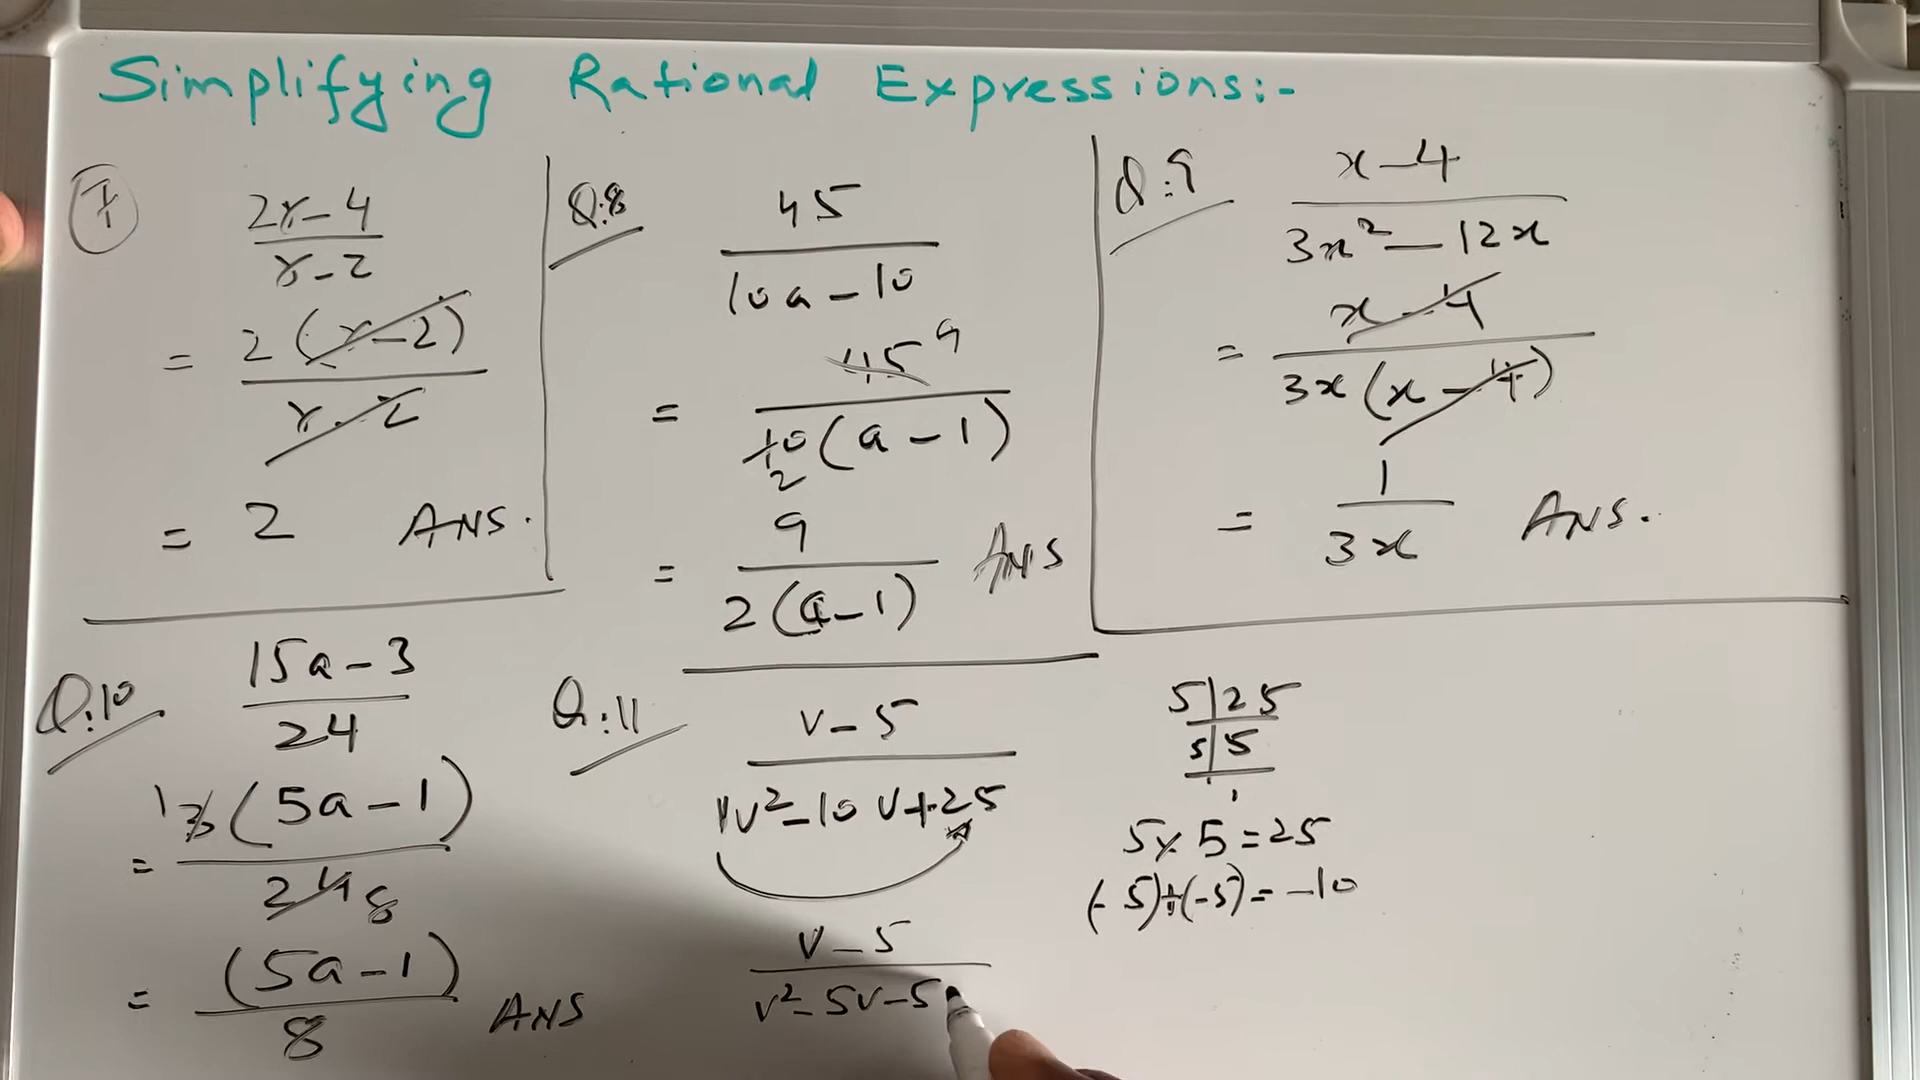 Simplifying Rational Expressions:-
7
2x-4
x-2
= 2(x-2)
x-2
= 2 ANS.
Q:8
45
10a-10
= 45 9
10(a-1)
2
= 9
2(a-1)
ANS
Q:9
x-4
3x²-12x
= x-4
3x(x-4)
= 1
3x
ANS.
Q:10
15a-3
24
= 1 3(5a-1)
24 8
= (5a-1)
8
ANS
Q:11
v-5
1v²-10v+25
v-5
v²-5v-5
5|25
5|5
1
5x5=25
(-5)+(-5)=-10